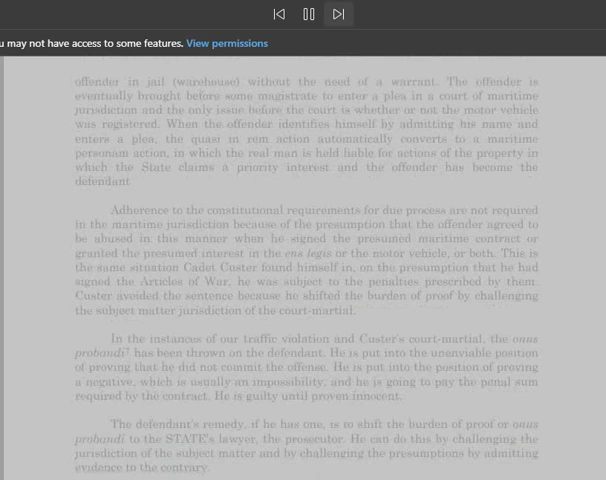 u may not have access to some features. View permissions
offender in jail (warehouse) without the need of a warrant. The offender is
eventually brought before some magistrate to enter a plea in a court of maritime
jurisdiction and the only issue before the court is whether or not the motor vehicle
was registered. When the offender identifies himself by admitting his name and
enters a plea, the quasi in rem action automatically converts to a maritime
personam action, in which the real man is held liable for actions of the property in
which the State claims a priority interest and the offender has become the
defendant
Adherence to the constitutional requirements for due process are not required
in the maritime jurisdiction because of the presumption that the offender agreed to
be abused in this manner when he signed the presumed maritime contract or
granted the presumed interest in the ens legis or the motor vehicle, or both. This is
the same situation Cadet Custer found himself in, on the presumption that he had
signed the Articles of War, he was subject to the penalties prescribed by them.
Custer avoided the sentence because he shifted the burden of proof by challenging
the subject matter jurisdiction of the court-martial.
In the instances of our traffic violation and Custer's court-martial, the onus
probandi⁷ has been thrown on the defendant. He is put into the unenviable position
of proving that he did not commit the offense. He is put into the position of proving
a negative, which is usually an impossibility, and he is going to pay the penal sum
required by the contract. He is guilty until proven innocent.
The defendant's remedy, if he has one, is to shift the burden of proof or onus
probandi to the STATE's lawyer, the prosecutor. He can do this by challenging the
jurisdiction of the subject matter and by challenging the presumptions by admitting
evidence to the contrary.